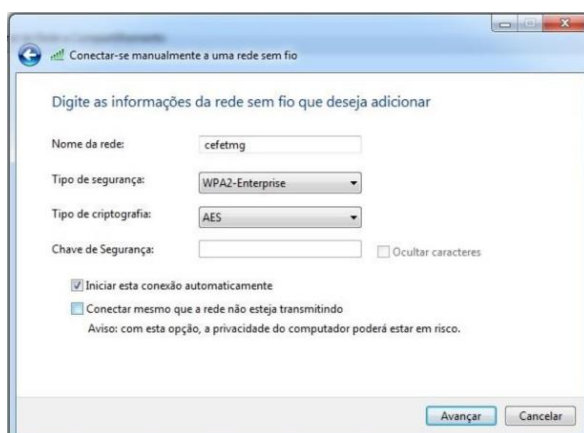 Conectar-se manualmente a uma rede sem fio
Digite as informações da rede sem fio que deseja adicionar
Nome da rede: cefetmg
Tipo de segurança: WPA2-Enterprise
Tipo de criptografia: AES
Chave de Segurança: Ocultar caracteres
Iniciar esta conexão automaticamente
Conectar mesmo que a rede não esteja transmitindo
Aviso: com esta opção, a privacidade do computador poderá estar em risco.
Avançar Cancelar